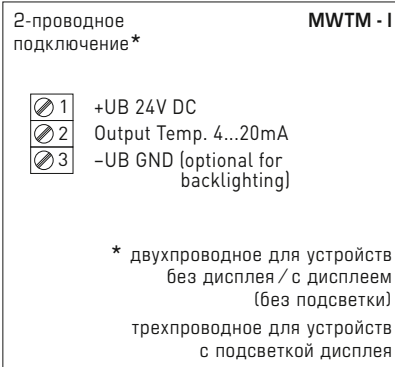 2-проводное MWTM - I
подключение*
1 +UB 24V DC
2 Output Temp. 4...20mA
3 –UB GND (optional for
backlighting)
* двухпроводное для устройств
без дисплея / с дисплеем
(без подсветки)
трехпроводное для устройств
с подсветкой дисплея